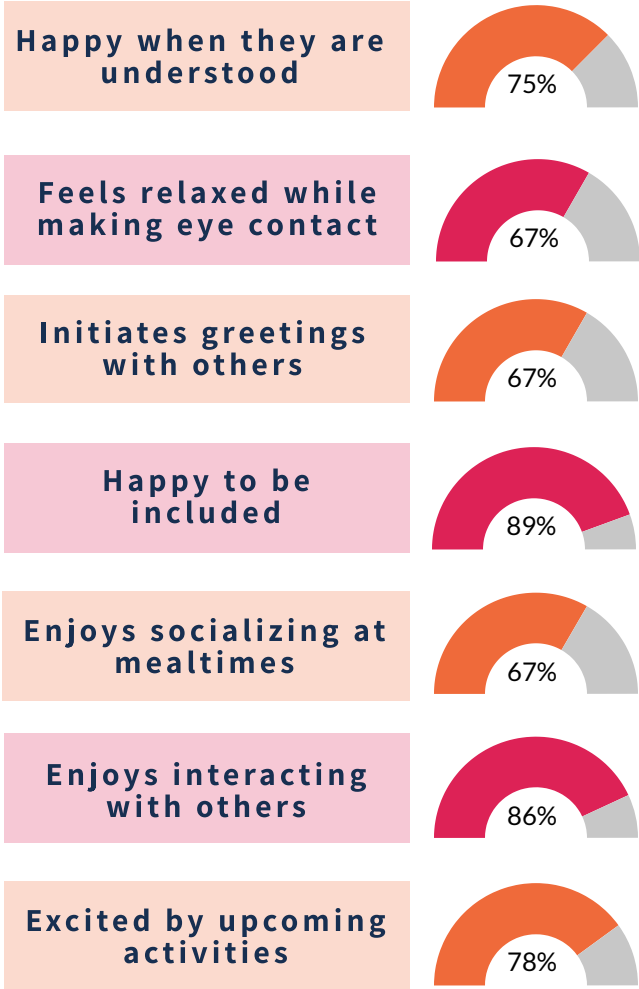 Happy when they are
understood
75%
Feels relaxed while
making eye contact
67%
Initiates greetings
with others
67%
Happy to be
included
89%
Enjoys socializing at
mealtimes
67%
Enjoys interacting
with others
86%
Excited by upcoming
activities
78%